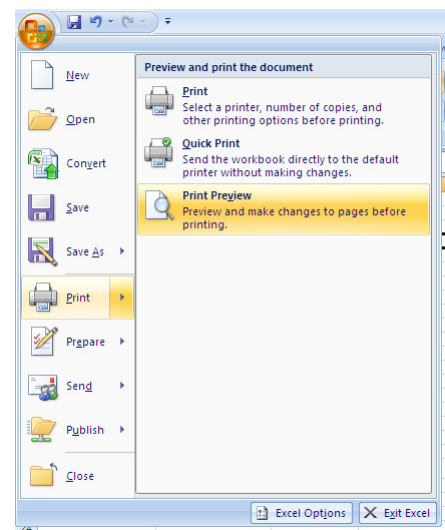 New
Open
Convert
Save
Save As
Print
Prepare
Send
Publish
Close
Preview and print the document
Print
Select a printer, number of copies, and
other printing options before printing.
Quick Print
Send the workbook directly to the default
printer without making changes.
Print Preview
Preview and make changes to pages before
printing.
Excel Options
Exit Excel